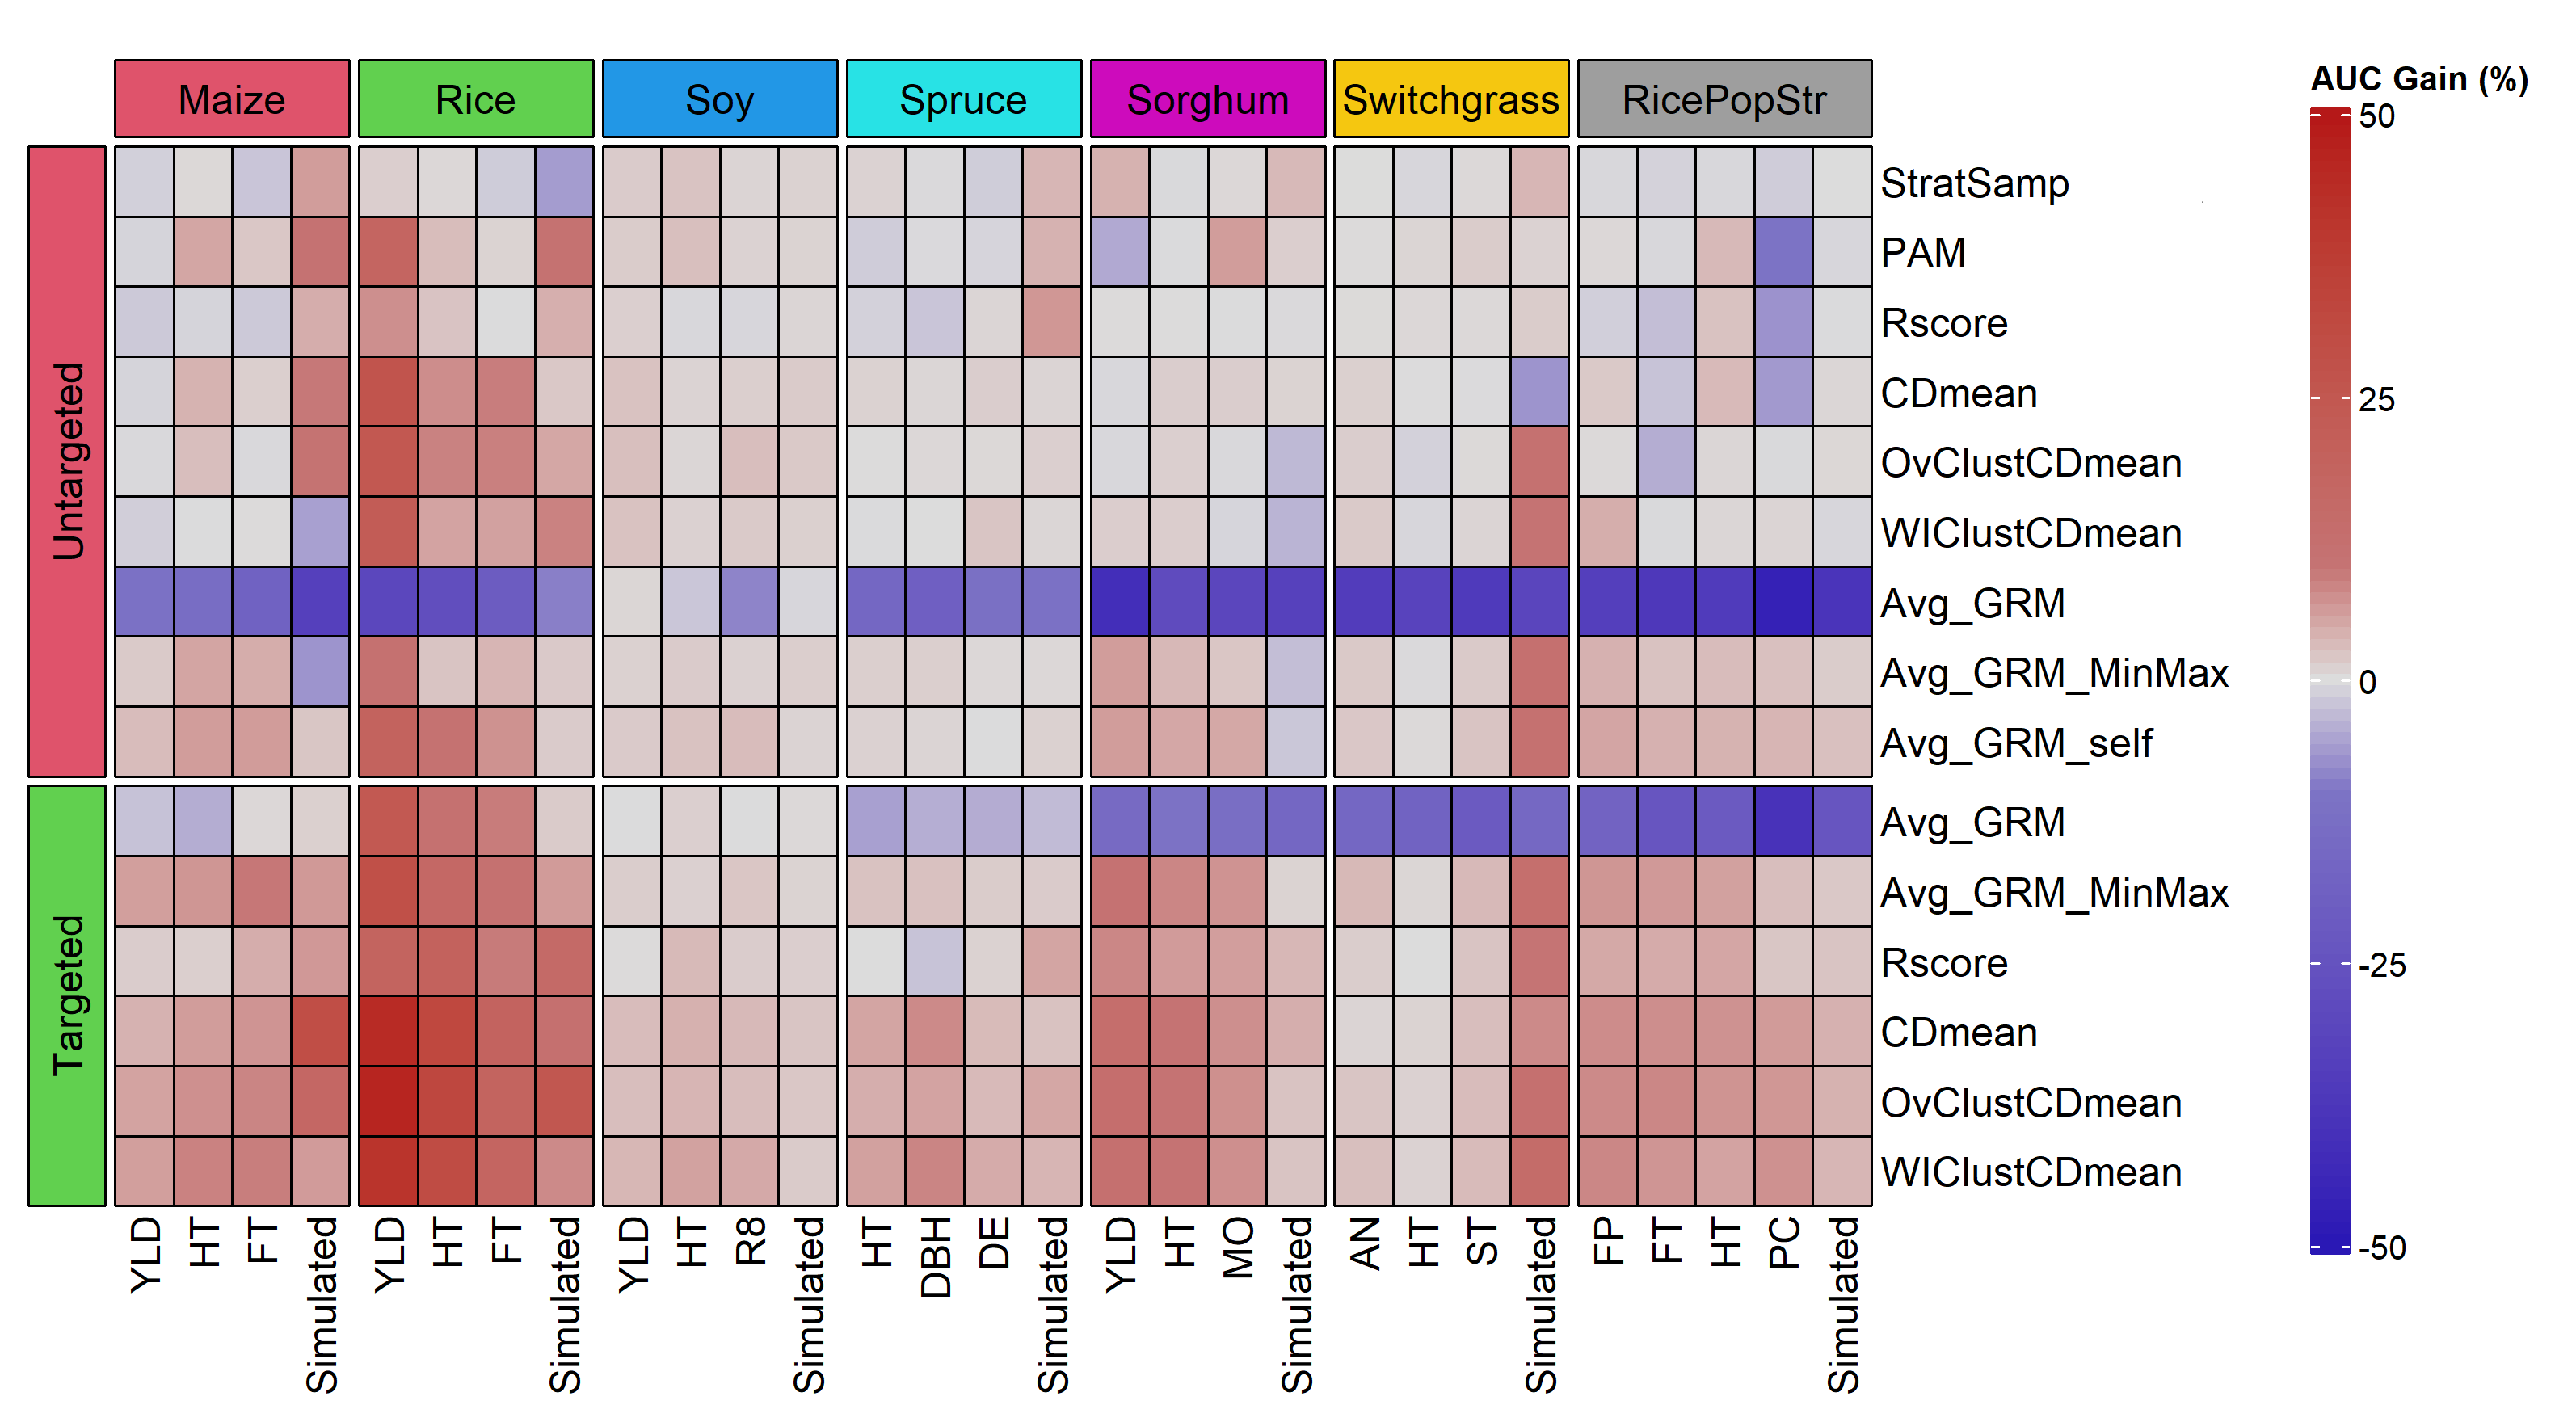 AUC Gain (%)
Maize Rice Soy Spruce Sorghum Switchgrass RicePopStr
50
25
0
-25
-50
Untargeted
StratSamp
PAM
Rscore
CDmean
OvClustCDmean
WIClustCDmean
Avg_GRM
Avg_GRM_MinMax
Avg_GRM_self
Targeted
Avg_GRM
Avg_GRM_MinMax
Rscore
CDmean
OvClustCDmean
WIClustCDmean
YLD HT FT Simulated YLD HT FT Simulated YLD HT R8 Simulated HT DBH DE Simulated YLD HT MO Simulated AN HT ST Simulated FP FT HT PC Simulated